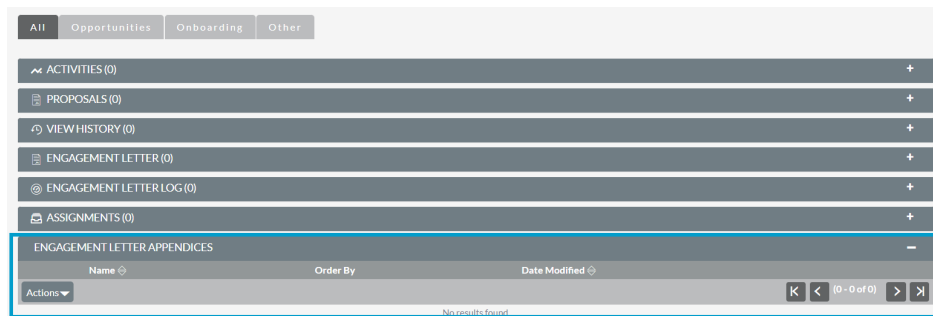 All Opportunities Onboarding Other
ACTIVITIES (0)
PROPOSALS (0)
VIEW HISTORY (0)
ENGAGEMENT LETTER (0)
ENGAGEMENT LETTER LOG (0)
ASSIGNMENTS (0)
ENGAGEMENT LETTER APPENDICES
Name Order By Date Modified
Actions (0 - 0 of 0)
No results found